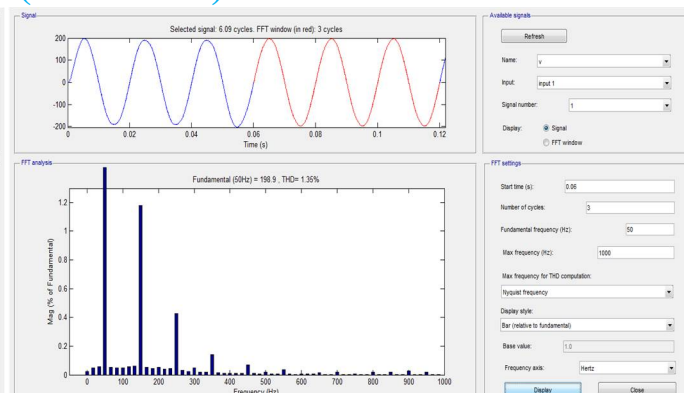 Signal
Selected signal: 6.09 cycles. FFT window (in red): 3 cycles
200
100
0
-100
-200
0
0.02
0.04
0.06
0.08
0.1
0.12
Time (s)
FFT analysis
Fundamental (50Hz) = 198.9 , THD= 1.35%
Mag (% of Fundamental)
1.2
1
0.8
0.6
0.4
0.2
0
0
100
200
300
400
500
600
700
800
900
1000
Frequency (Hz)
Available signals
Refresh
Name:
v
Input:
input 1
Signal number:
1
Display:
Signal
FFT window
FFT settings
Start time (s):
0.06
Number of cycles:
3
Fundamental frequency (Hz):
50
Max frequency (Hz):
1000
Max frequency for THD computation:
Nyquist frequency
Display style:
Bar (relative to fundamental)
Base value:
1.0
Frequency axis:
Hertz
Display
Close